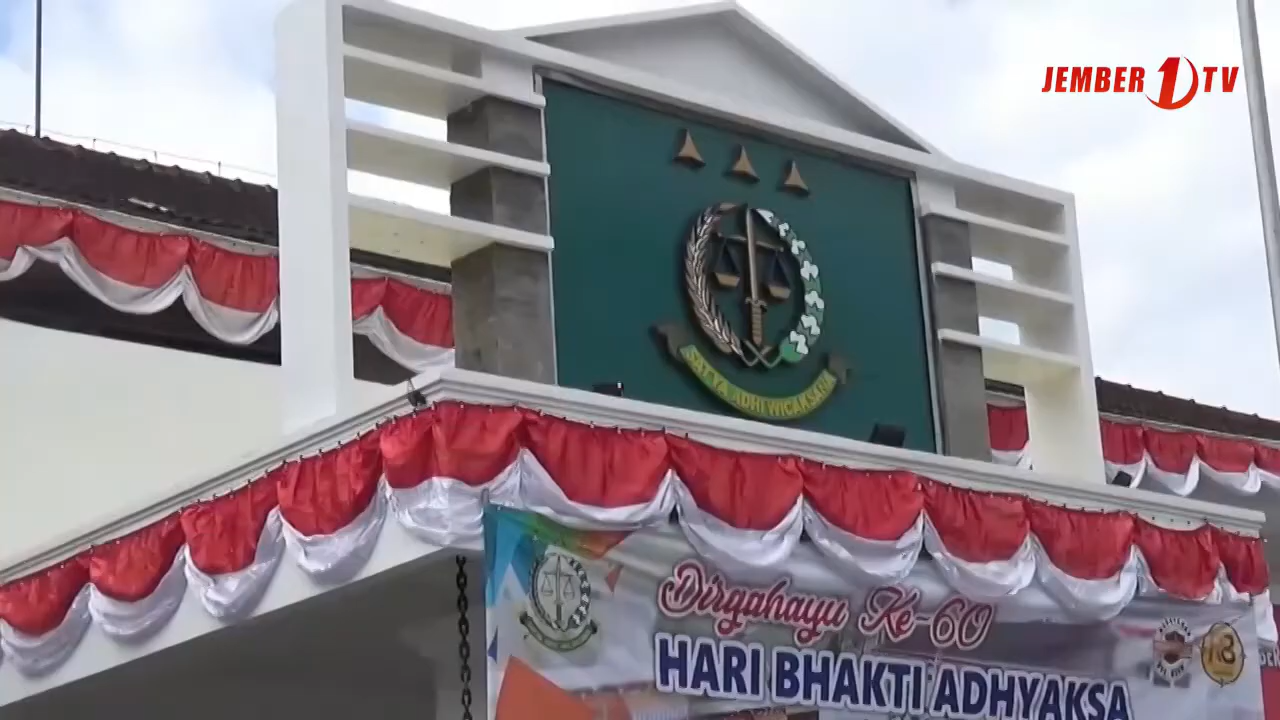 JEMBER 1 TV
SATYA ADHI WICAKSANA
Dirgahayu Ke-60
HARI BHAKTI ADHYAKSA